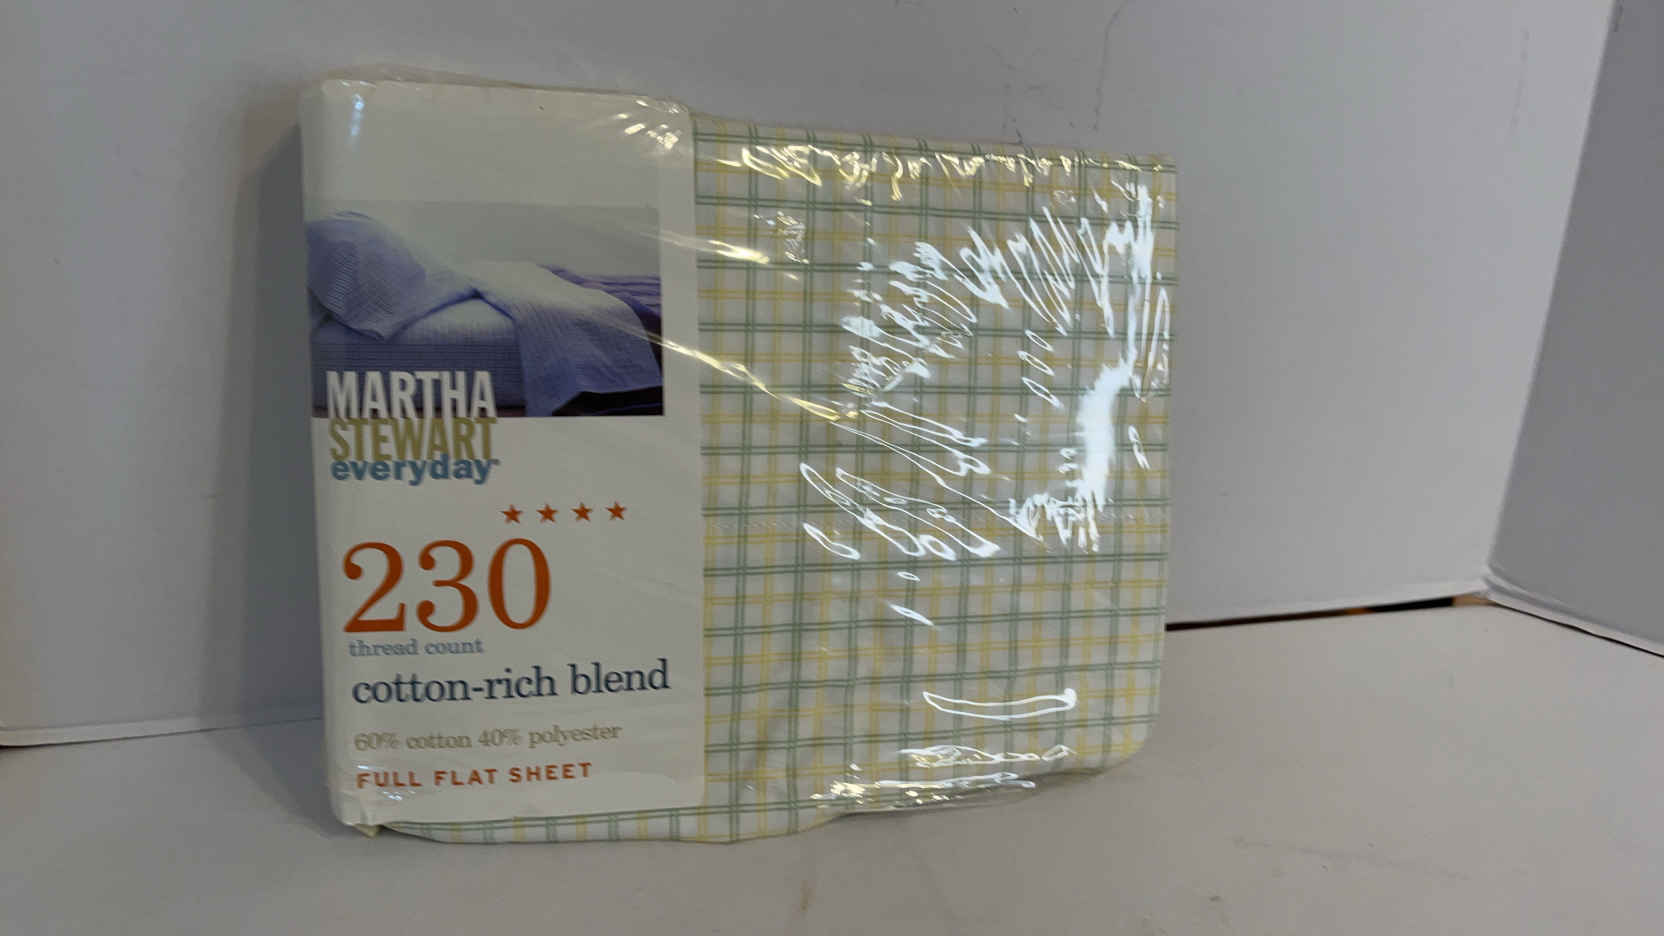 MARTHA
STEWART
everyday
230
thread count
cotton-rich blend
60% cotton 40% polyester
FULL FLAT SHEET